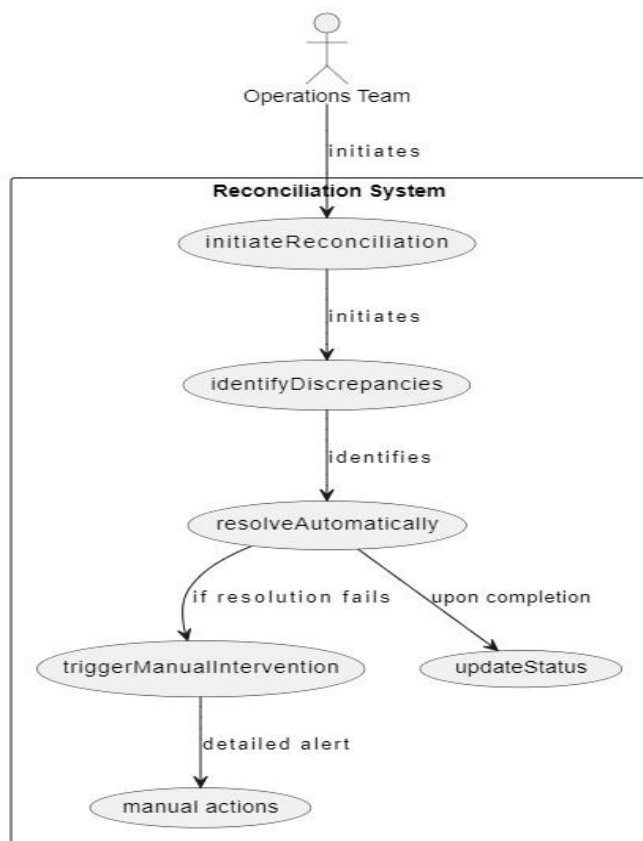 Operations Team
initiates
Reconciliation System
initiateReconciliation
initiates
identifyDiscrepancies
identifies
resolveAutomatically
if resolution fails
upon completion
triggerManualIntervention
updateStatus
detailed alert
manual actions